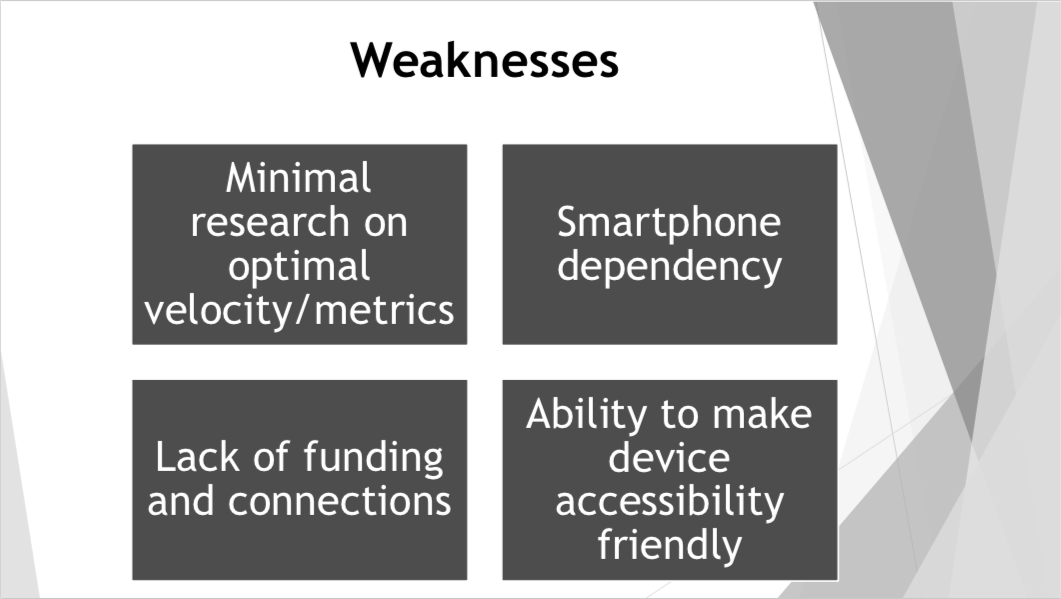 Weaknesses
Minimal
research on
optimal
velocity/metrics
Smartphone
dependency
Lack of funding
and connections
Ability to make
device
accessibility
friendly